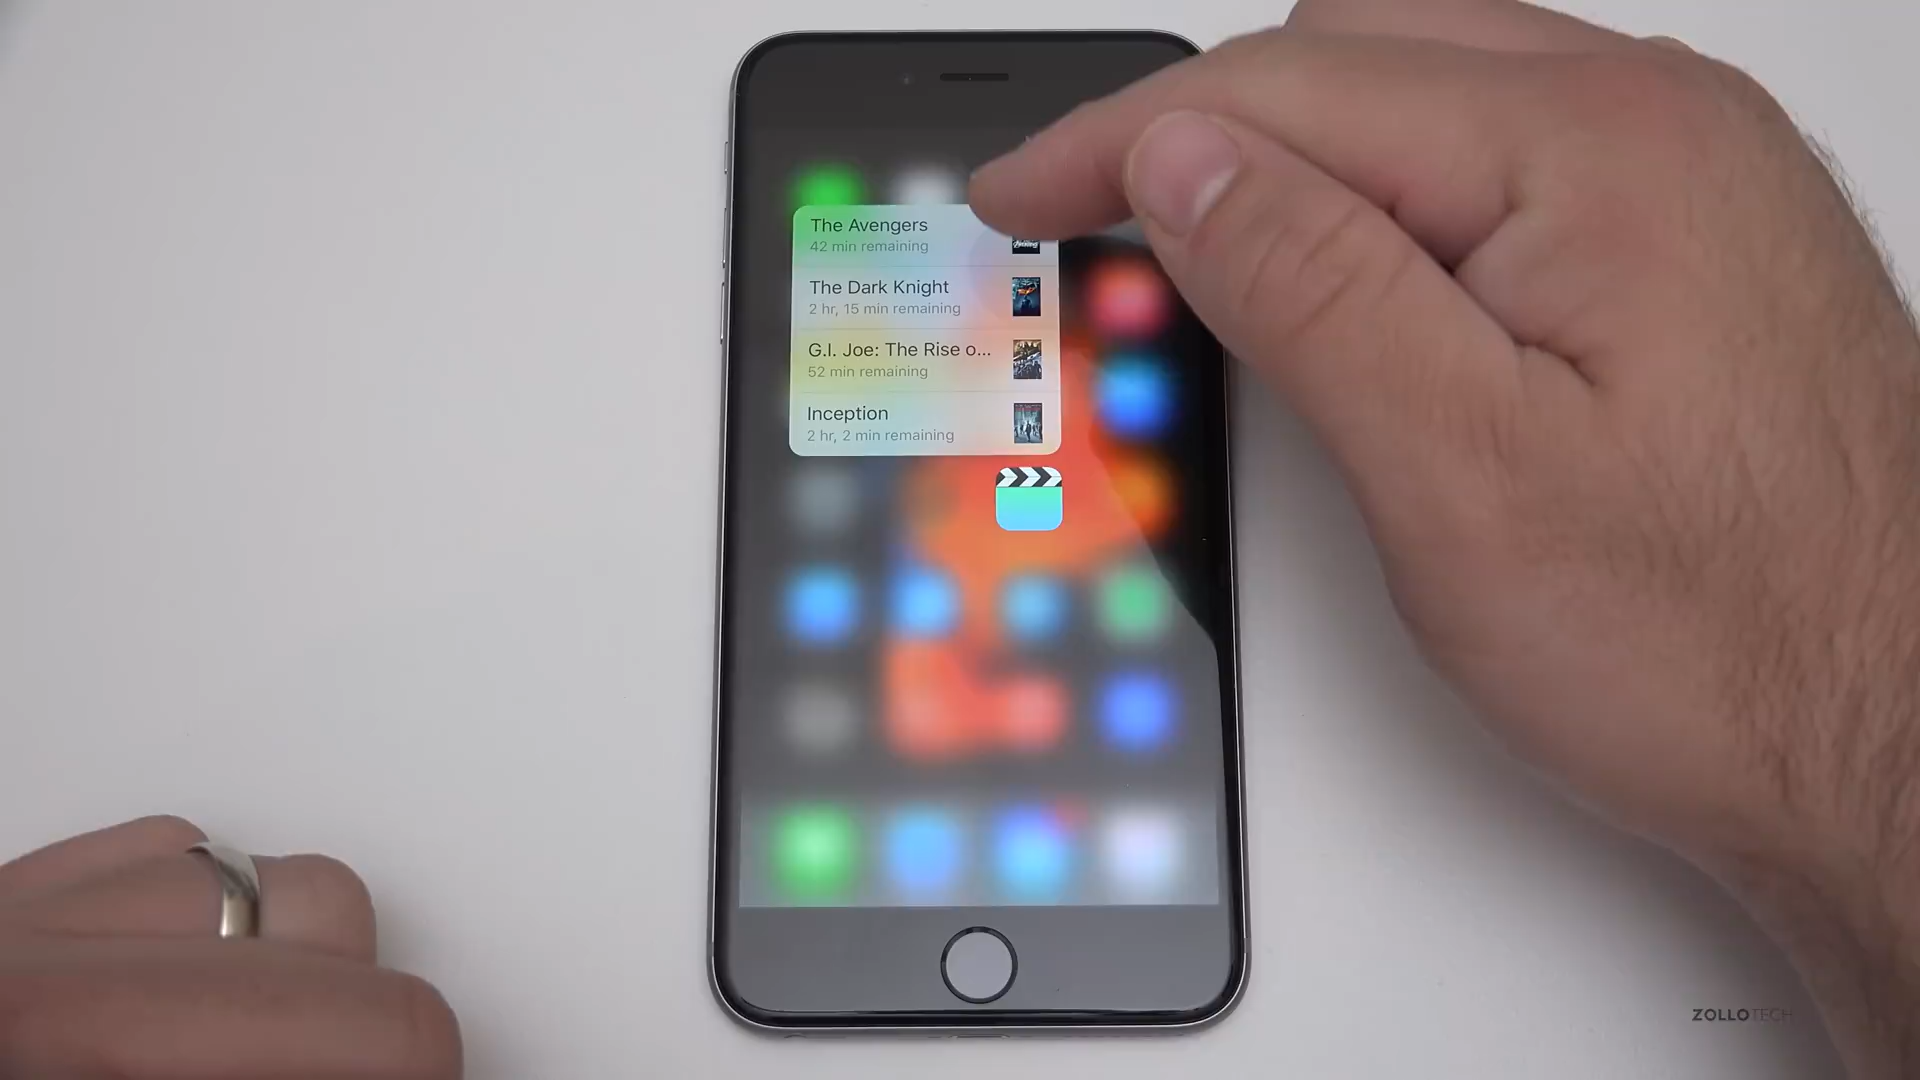 The Avengers
42 min remaining
The Dark Knight
2 hr, 15 min remaining
G.I. Joe: The Rise o...
52 min remaining
Inception
2 hr, 2 min remaining
ZOLLOTECH